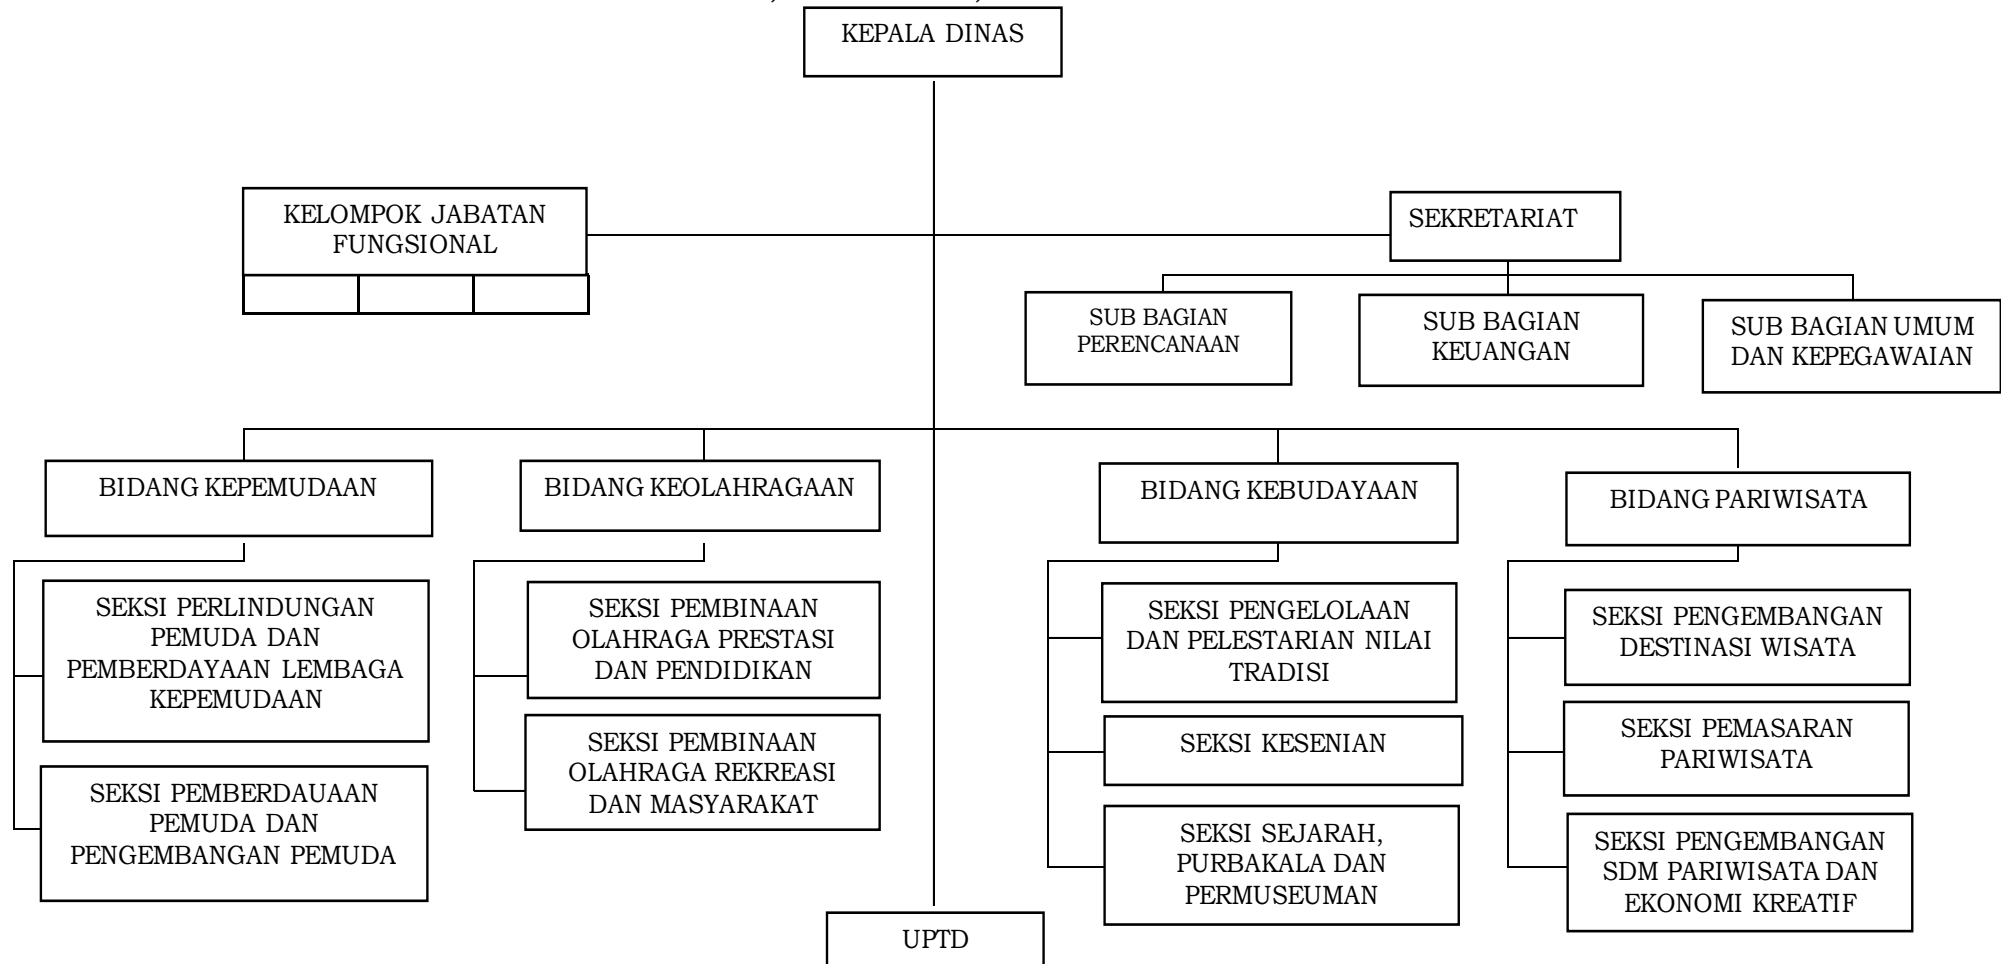 KEPALA DINAS
KELOMPOK JABATAN
FUNGSIONAL
SEKRETARIAT
SUB BAGIAN
PERENCANAAN
SUB BAGIAN
KEUANGAN
SUB BAGIAN UMUM
DAN KEPEGAWAIAN
BIDANG KEPEMUDAAN
BIDANG KEOLAHRAGAAN
BIDANG KEBUDAYAAN
BIDANG PARIWISATA
SEKSI PERLINDUNGAN
PEMUDA DAN
PEMBERDAYAAN LEMBAGA
KEPEMUDAAN
SEKSI PEMBERDAUAAN
PEMUDA DAN
PENGEMBANGAN PEMUDA
SEKSI PEMBINAAN
OLAHRAGA PRESTASI
DAN PENDIDIKAN
SEKSI PEMBINAAN
OLAHRAGA REKREASI
DAN MASYARAKAT
SEKSI PENGELOLAAN
DAN PELESTARIAN NILAI
TRADISI
SEKSI KESENIAN
SEKSI SEJARAH,
PURBAKALA DAN
PERMUSEUMAN
SEKSI PENGEMBANGAN
DESTINASI WISATA
SEKSI PEMASARAN
PARIWISATA
SEKSI PENGEMBANGAN
SDM PARIWISATA DAN
EKONOMI KREATIF
UPTD